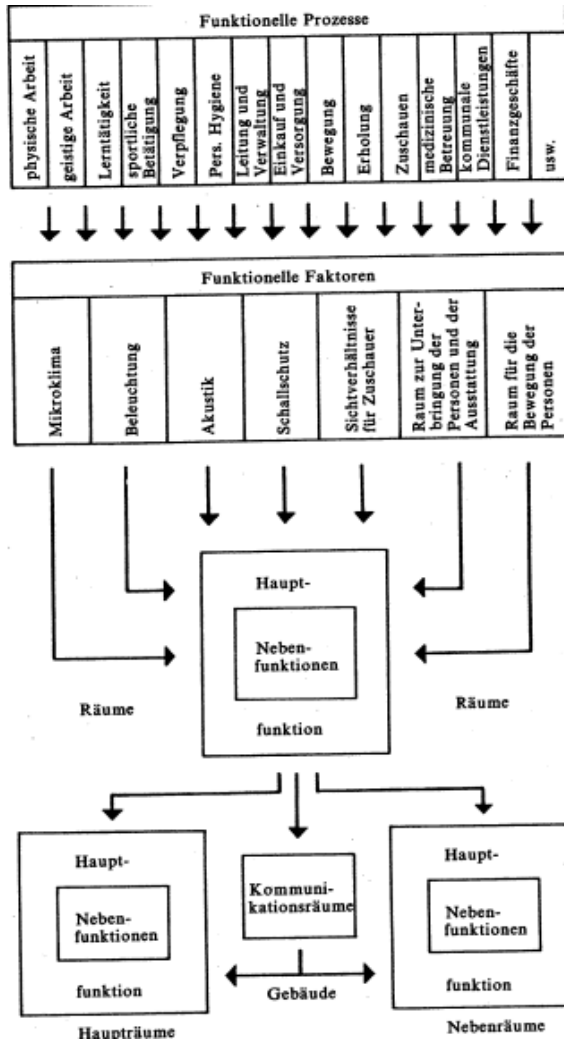 Funktionelle Prozesse
physische Arbeit
geistige Arbeit
Lerntätigkeit
sportliche
Betätigung
Verpflegung
Pers. Hygiene
Leitung und
Verwaltung
Einkauf und
Versorgung
Bewegung
Erholung
Zuschauen
medizinische
Betreuung
kommunale
Dienstleistungen
Finanzgeschäfte
usw.
Funktionelle Faktoren
Mikroklima
Beleuchtung
Akustik
Schallschutz
Sichtverhältnisse
für Zuschauer
Raum zur Unter-
bringung der
Personen und der
Ausstattung
Raum für die
Bewegung der
Personen
Haupt-
Neben-
funktionen
funktion
Räume
Räume
Haupt-
Neben-
funktionen
funktion
Haupträume
Kommuni-
kationsräume
Gebäude
Haupt-
Neben-
funktionen
funktion
Nebenräume